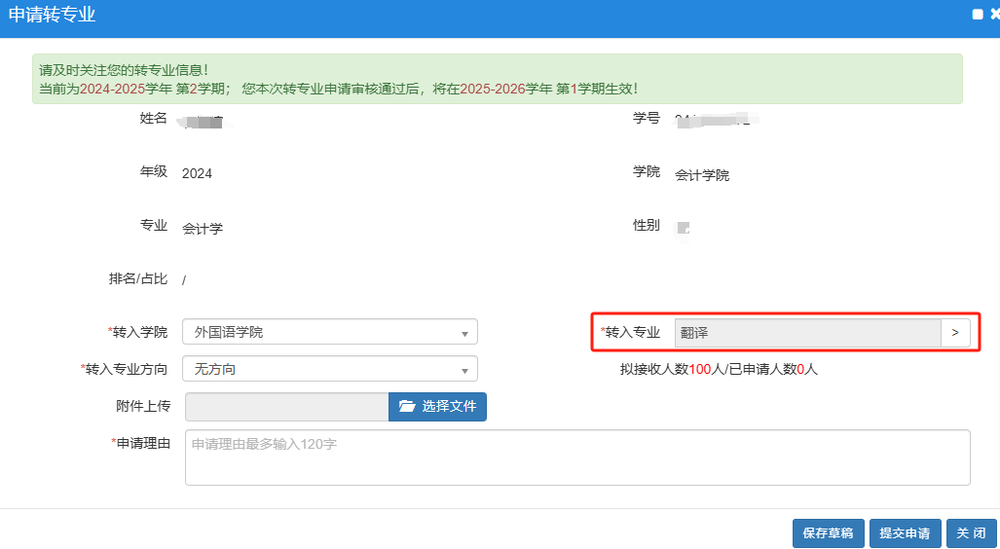 申请转专业
请及时关注您的转专业信息！
当前为2024-2025学年 第2学期； 您本次转专业申请审核通过后，将在2025-2026学年 第1学期生效！
姓名
学号
年级 2024
学院 会计学院
专业 会计学
性别
排名/占比 /
*转入学院 外国语学院
*转入专业 翻译 >
*转入专业方向 无方向
拟接收人数100人/已申请人数0人
附件上传 选择文件
*申请理由 申请理由最多输入120字
保存草稿 提交申请 关 闭